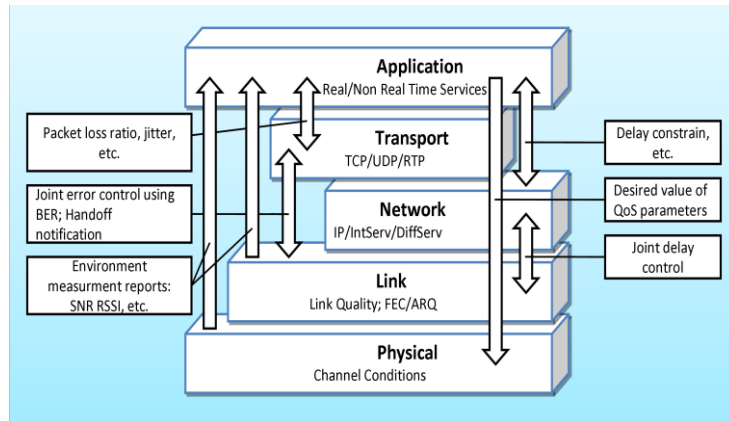 Application
Real/Non Real Time Services
Packet loss ratio, jitter,
etc.
Transport
TCP/UDP/RTP
Delay constrain,
etc.
Joint error control using
BER; Handoff
notification
Network
IP/IntServ/DiffServ
Desired value of
QoS parameters
Environment
measurment reports:
SNR RSSI, etc.
Link
Link Quality; FEC/ARQ
Joint delay
control
Physical
Channel Conditions